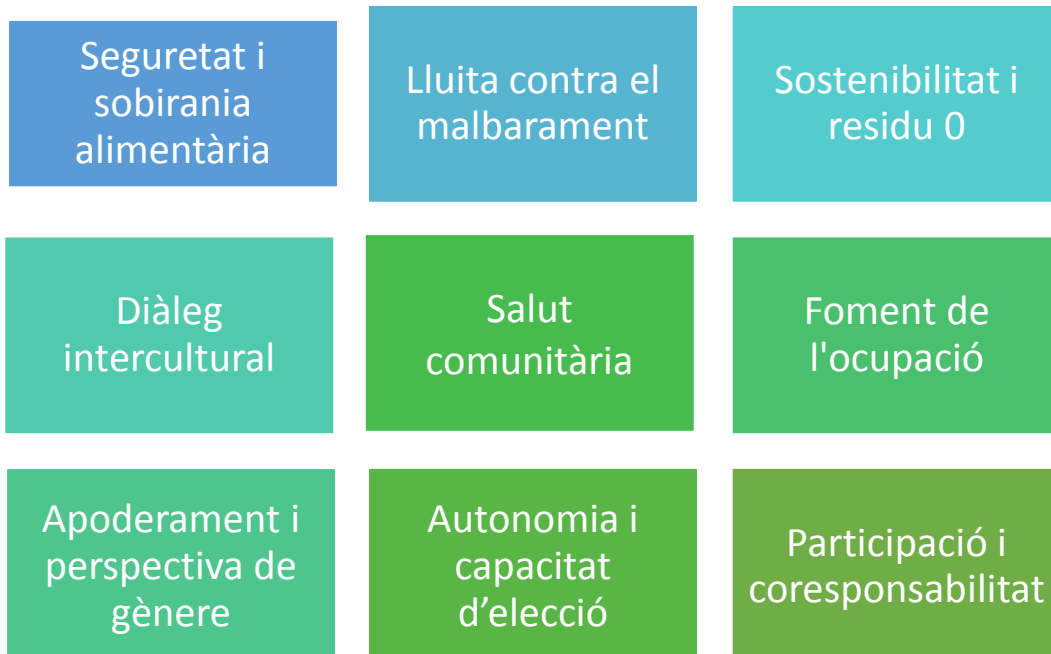 Seguretat i
sobirania
alimentària
Lluita contra el
malbarament
Sostenibilitat i
residu 0
Diàleg
intercultural
Salut
comunitària
Foment de
l'ocupació
Apoderament i
perspectiva de
gènere
Autonomia i
capacitat
d’elecció
Participació i
coresponsabilitat